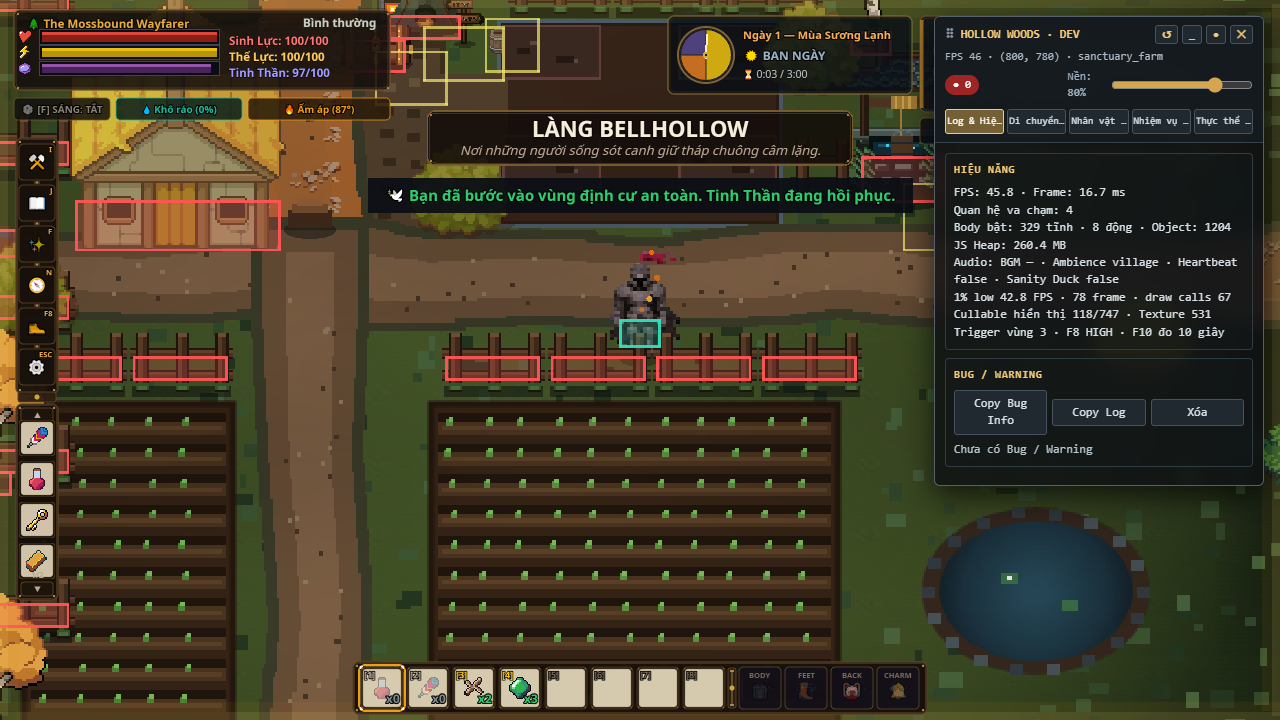 The Mossbound Wayfarer
Bình thường
Sinh Lực: 100/100
Thể Lực: 100/100
Tinh Thần: 97/100
[F] SÁNG: TẮT
Khô ráo (0%)
Ấm áp (87°)
Ngày 1 — Mùa Sương Lạnh
BAN NGÀY
0:03 / 3:00
LÀNG BELLHOLLOW
Nơi những người sống sót canh giữ tháp chuông câm lặng.
Bạn đã bước vào vùng định cư an toàn. Tinh Thần đang hồi phục.
I
J
F
N
F8
ESC
HOLLOW WOODS · DEV
FPS 46 · (800, 780) · sanctuary_farm
0
Nền:
80%
Log & Hiệ…
Di chuyển…
Nhân vật …
Nhiệm vụ …
Thực thể …
HIỆU NĂNG
FPS: 45.8 · Frame: 16.7 ms
Quan hệ va chạm: 4
Body bật: 329 tĩnh · 8 động · Object: 1204
JS Heap: 260.4 MB
Audio: BGM — · Ambience village · Heartbeat
false · Sanity Duck false
1% low 42.8 FPS · 78 frame · draw calls 67
Cullable hiển thị 118/747 · Texture 531
Trigger vùng 3 · F8 HIGH · F10 đo 10 giây
BUG / WARNING
Copy Bug
Info
Copy Log
Xóa
Chưa có Bug / Warning
[1]
x0
[2]
x0
[3]
x2
[4]
x3
[5]
[6]
[7]
[8]
BODY
FEET
BACK
CHARM